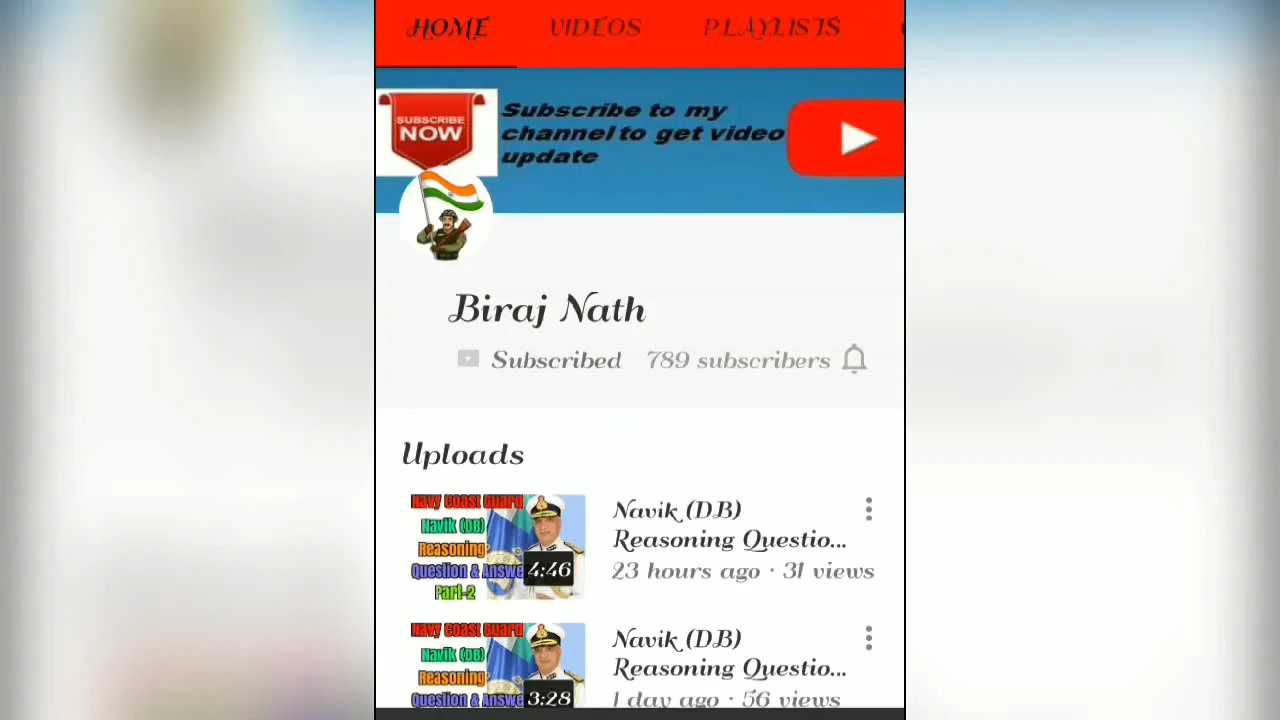 HOME VIDEOS PLAYLISTS
SUBSCRIBE
NOW
Subscribe to my
channel to get video
update
Biraj Nath
Subscribed 789 subscribers
Uploads
Navy Coast Guard
Navik (DB)
Reasoning
Question & Answe
Part-2
4:46
Navik (DB)
Reasoning Questio...
23 hours ago · 31 views
Navy Coast Guard
Navik (DB)
Reasoning
Question & Answe
3:28
Navik (DB)
Reasoning Questio...
1 day ago · 56 views